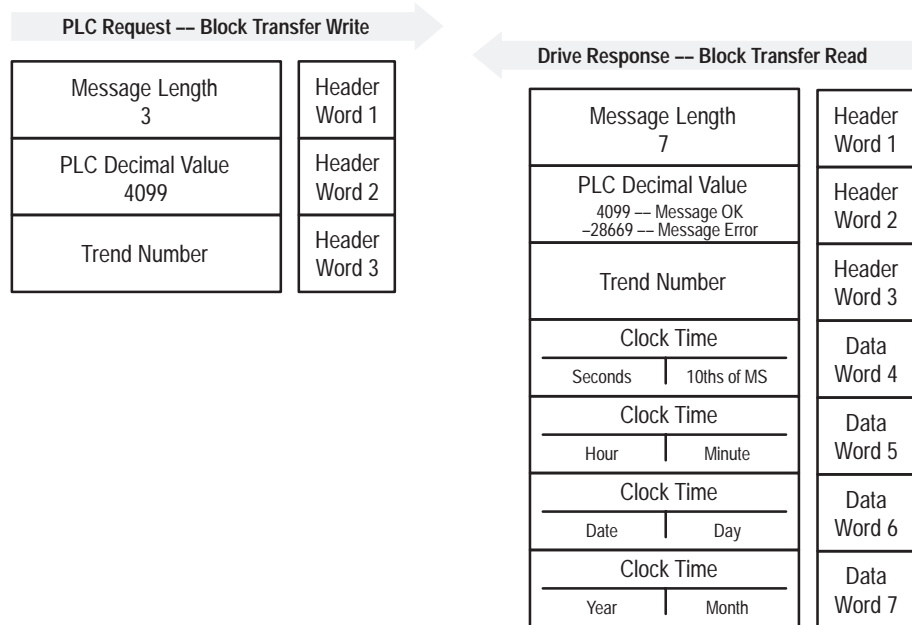 PLC Request –– Block Transfer Write
Message Length
3
Header
Word 1
PLC Decimal Value
4099
Header
Word 2
Trend Number
Header
Word 3
Drive Response –– Block Transfer Read
Message Length
7
Header
Word 1
PLC Decimal Value
4099 –– Message OK
–28669 –– Message Error
Header
Word 2
Trend Number
Header
Word 3
Clock Time
Seconds 10ths of MS
Data
Word 4
Clock Time
Hour Minute
Data
Word 5
Clock Time
Date Day
Data
Word 6
Clock Time
Year Month
Data
Word 7